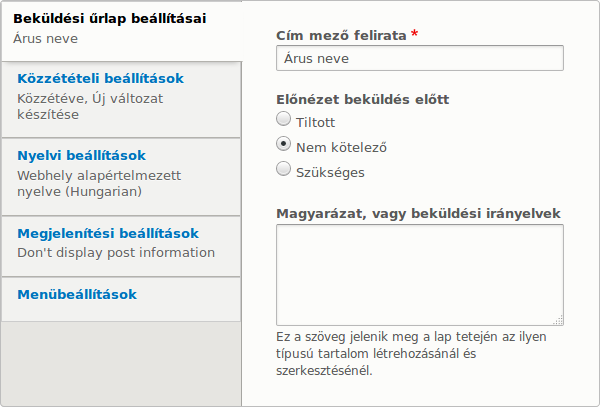 Beküldési űrlap beállításai
Árus neve
Közzétételi beállítások
Közzétéve, Új változat
készítése
Nyelvi beállítások
Webhely alapértelmezett
nyelve (Hungarian)
Megjelenítési beállítások
Don't display post information
Menübeállítások
Cím mező felirata *
Árus neve
Előnézet beküldés előtt
Tiltott
Nem kötelező
Szükséges
Magyarázat, vagy beküldési irányelvek
Ez a szöveg jelenik meg a lap tetején az ilyen
típusú tartalom létrehozásánál és
szerkesztésénél.